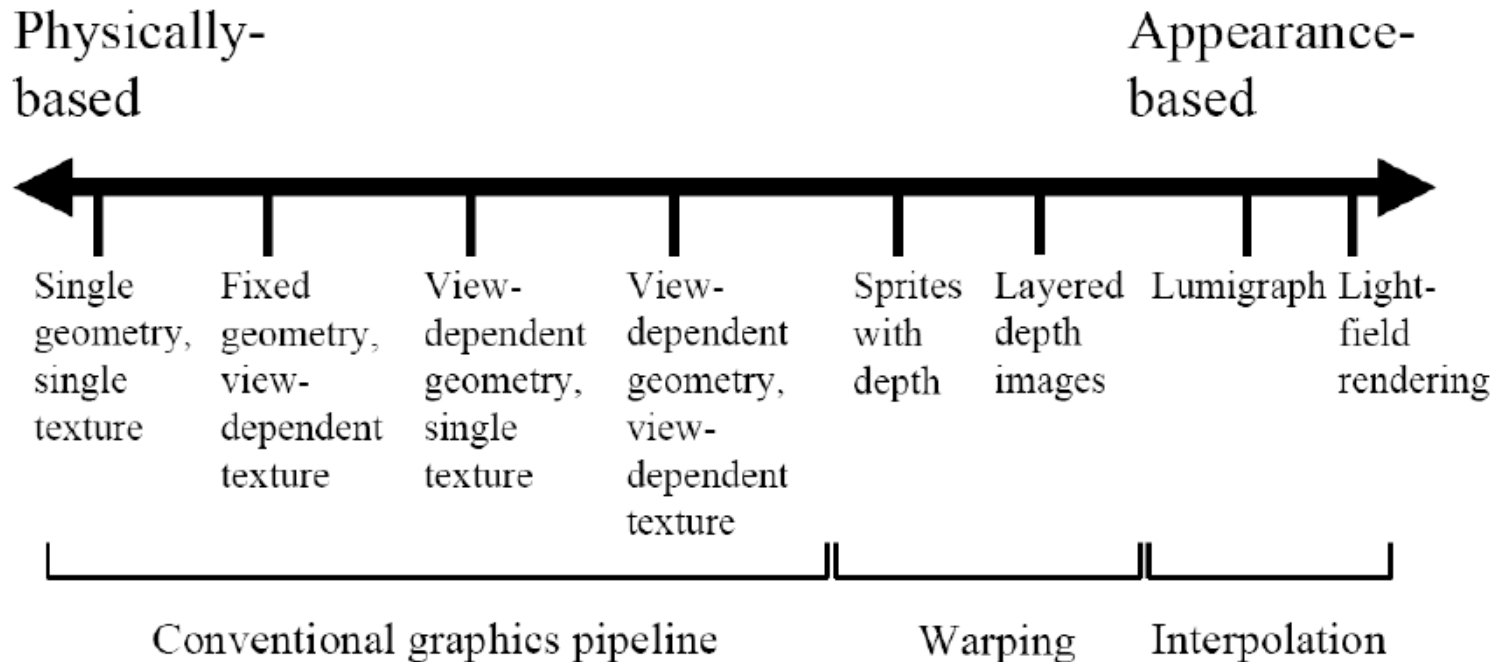 Physically-
based
Appearance-
based
Single
geometry,
single
texture
Fixed
geometry,
view-
dependent
texture
View-
dependent
geometry,
single
texture
View-
dependent
geometry,
view-
dependent
texture
Sprites
with
depth
Layered
depth
images
Lumigraph
Light-
field
rendering
Conventional graphics pipeline
Warping
Interpolation